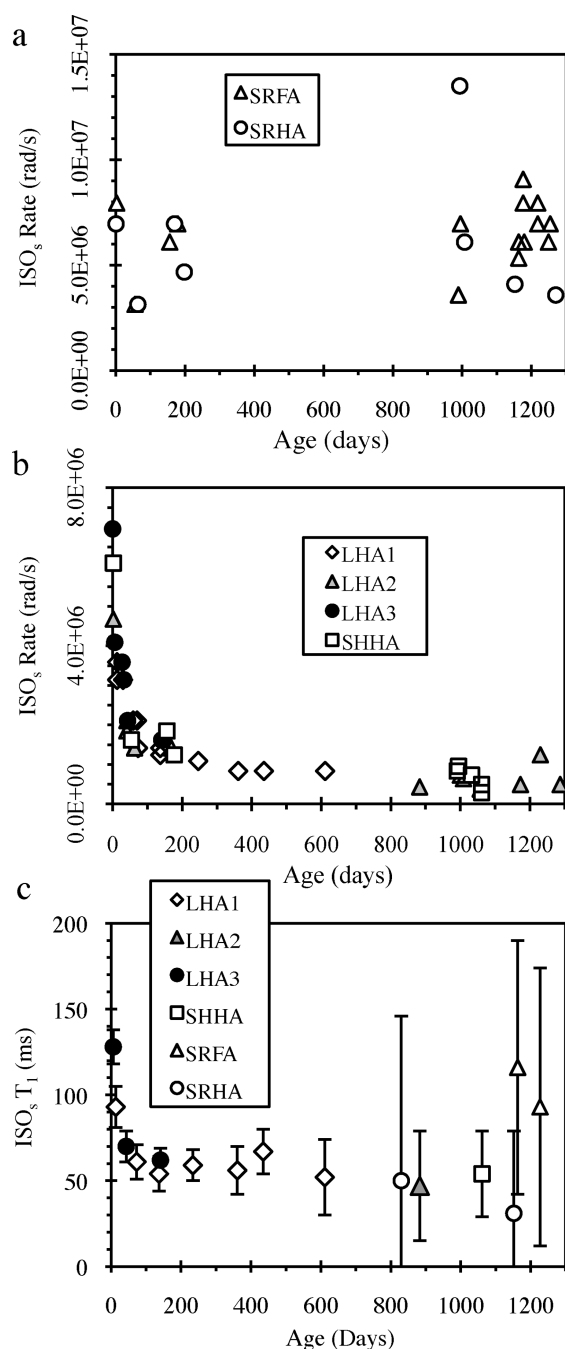 a
1.5E+07
1.0E+07
5.0E+06
0.0E+00
ISOₛ Rate (rad/s)
SRFA
SRHA
0 200 400 600 800 1000 1200
Age (days)
b
8.0E+06
4.0E+06
0.0E+00
ISOₛ Rate (rad/s)
LHA1
LHA2
LHA3
SHHA
0 200 400 600 800 1000 1200
Age (days)
c
LHA1
LHA2
LHA3
SHHA
SRFA
SRHA
200
150
100
50
0
ISOₛ T₁ (ms)
0 200 400 600 800 1000 1200
Age (Days)